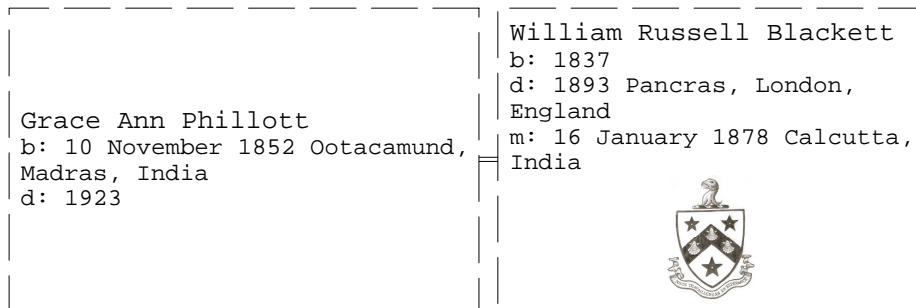 Grace Ann Phillott
b: 10 November 1852 Ootacamund,
Madras, India
d: 1923
William Russell Blackett
b: 1837
d: 1893 Pancras, London,
England
m: 16 January 1878 Calcutta,
India